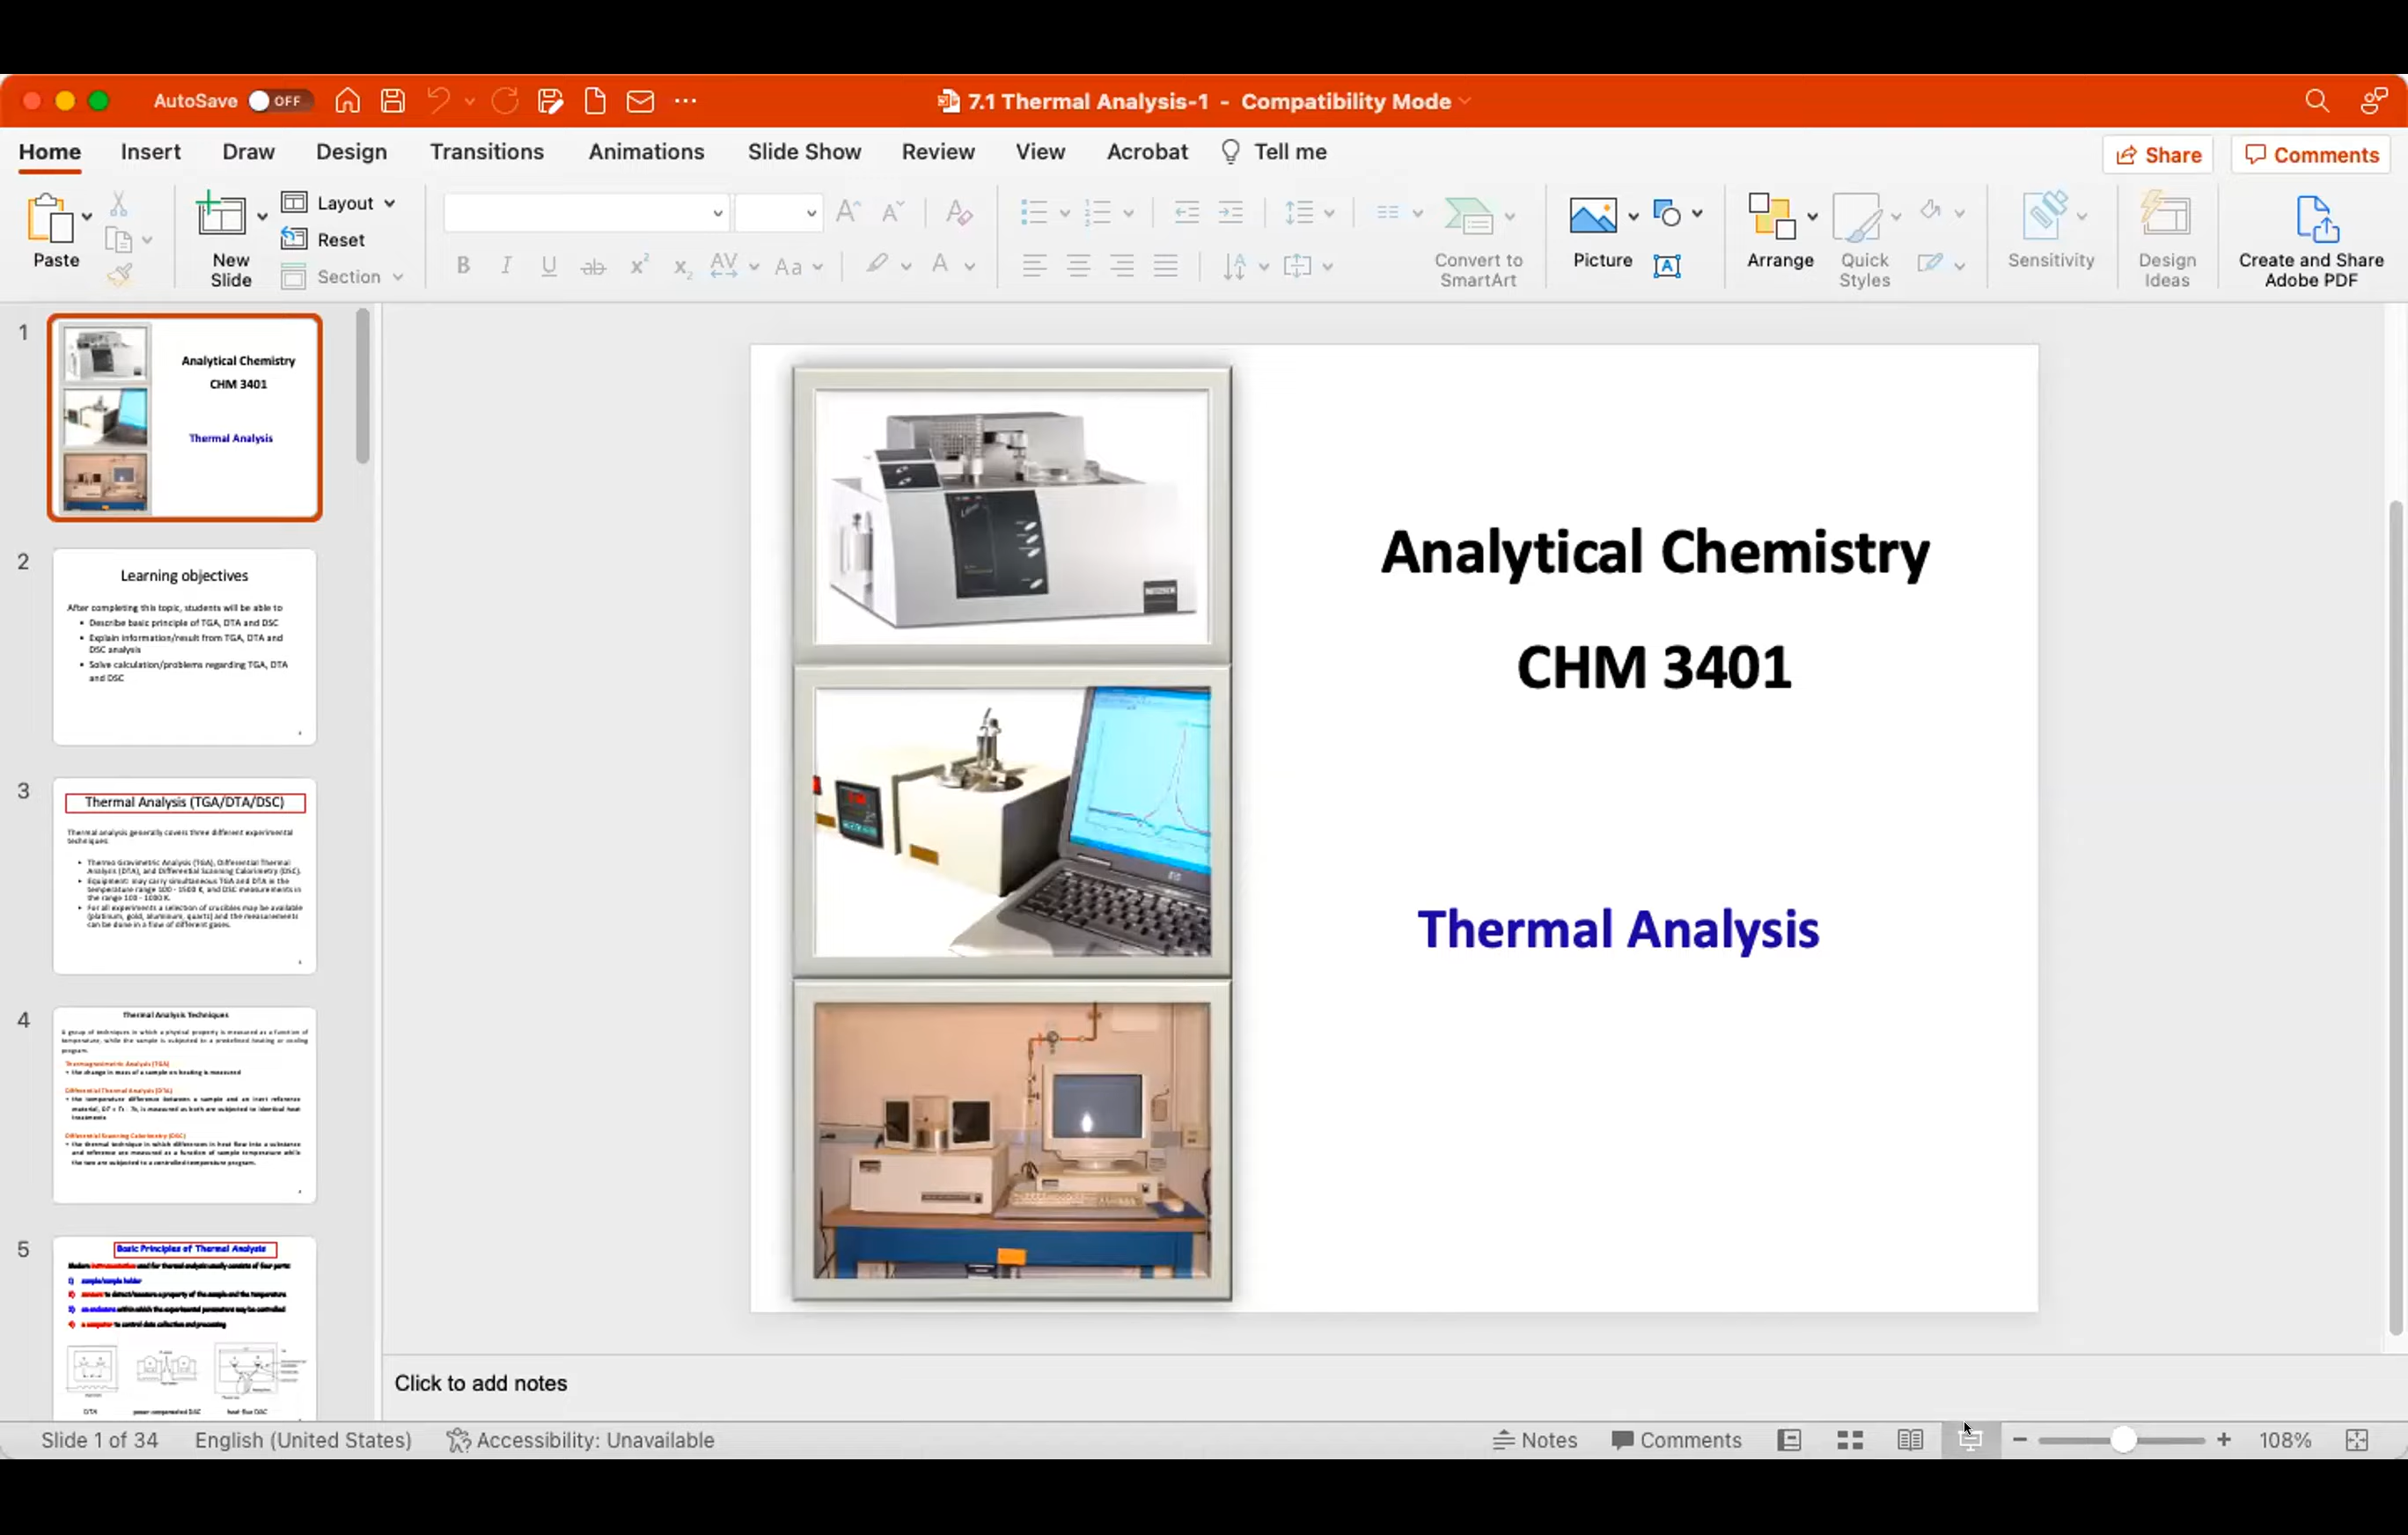 AutoSave OFF
7.1 Thermal Analysis-1 - Compatibility Mode
Home Insert Draw Design Transitions Animations Slide Show Review View Acrobat Tell me
Share Comments
Paste
New Slide
Layout
Reset
Section
Convert to SmartArt
Picture
Arrange
Quick Styles
Sensitivity
Design Ideas
Create and Share Adobe PDF
1
Analytical Chemistry
CHM 3401
Thermal Analysis
2
Learning objectives
After completing this topic, students will be able to
• Describe basic principle of TGA, DTA and DSC
• Explain information/result from TGA, DTA and
DSC analysis
• Solve calculation/problems regarding TGA, DTA
and DSC
3
Thermal Analysis (TGA/DTA/DSC)
Thermal analysis generally covers three different experimental
techniques
• Thermo Gravimetric Analysis (TGA), Differential Thermal
Analysis (DTA), and Differential Scanning Calorimetry (DSC).
• Equipment: may carry simultaneous TGA and DTA in the
temperature range 100 - 1500 K, and DSC measurements in
the range 100 - 1000 K.
• For all experiments a selection of crucibles may be available
(platinum, gold, aluminum, quartz) and the measurements
can be done in a flow of different gases.
4
Thermal Analysis Techniques
A group of techniques in which a physical property is measured as a function of
temperature, while the sample is subjected to a predefined heating or cooling
program.
Thermogravimetric Analysis (TGA)
• the change in mass of a sample on heating is measured
Differential Thermal Analysis (DTA)
• the temperature difference between a sample and an inert reference
is measured as both are subjected to identical heat
treatments
Differential Scanning Calorimetry (DSC)
• the thermal technique in which differences in heat flow into a substance
and reference are measured as a function of sample temperature while
the two are subjected to a controlled temperature program.
5
Basic Principles of Thermal Analysis
Modern instrumentation used for thermal analysis usually consists of four parts:
1) sample/sample holder
2) sensors to detect/measure a property of the sample and the temperature
3) an enclosure within which the experimental parameters may be controlled
4) a computer to control data collection and processing
DTA power compensated DSC heat flux DSC
Analytical Chemistry
CHM 3401
Thermal Analysis
Click to add notes
Slide 1 of 34 English (United States) Accessibility: Unavailable Notes Comments 108%